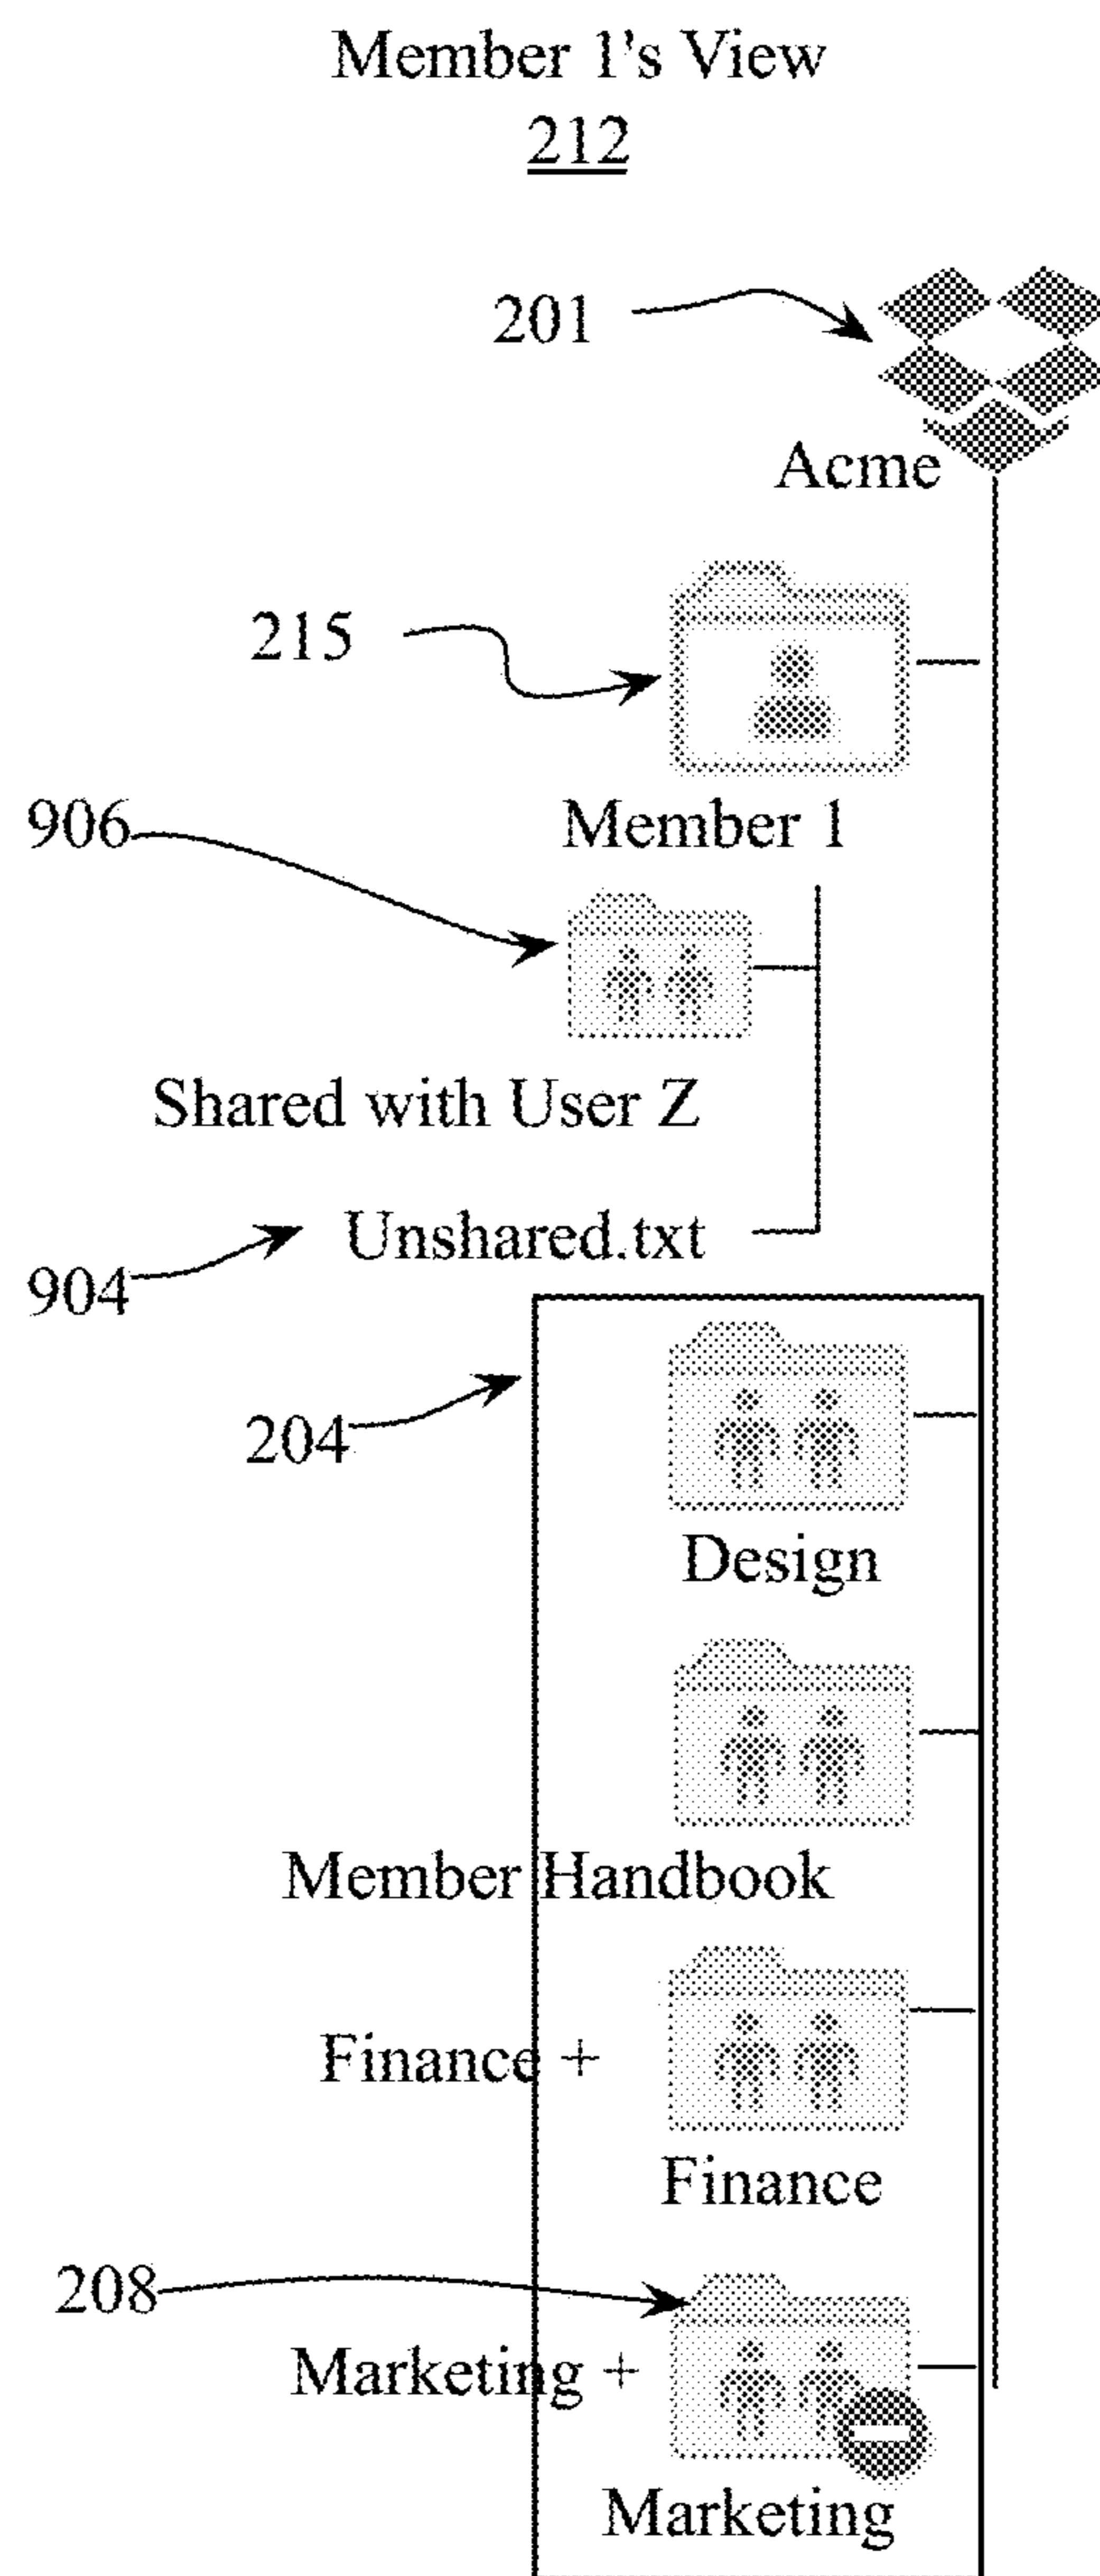 Member 1's View
212
201
Acme
215
906
Member 1
Shared with User Z
Unshared.txt
904
204
Design
Member Handbook
Finance +
Finance
208
Marketing +
Marketing